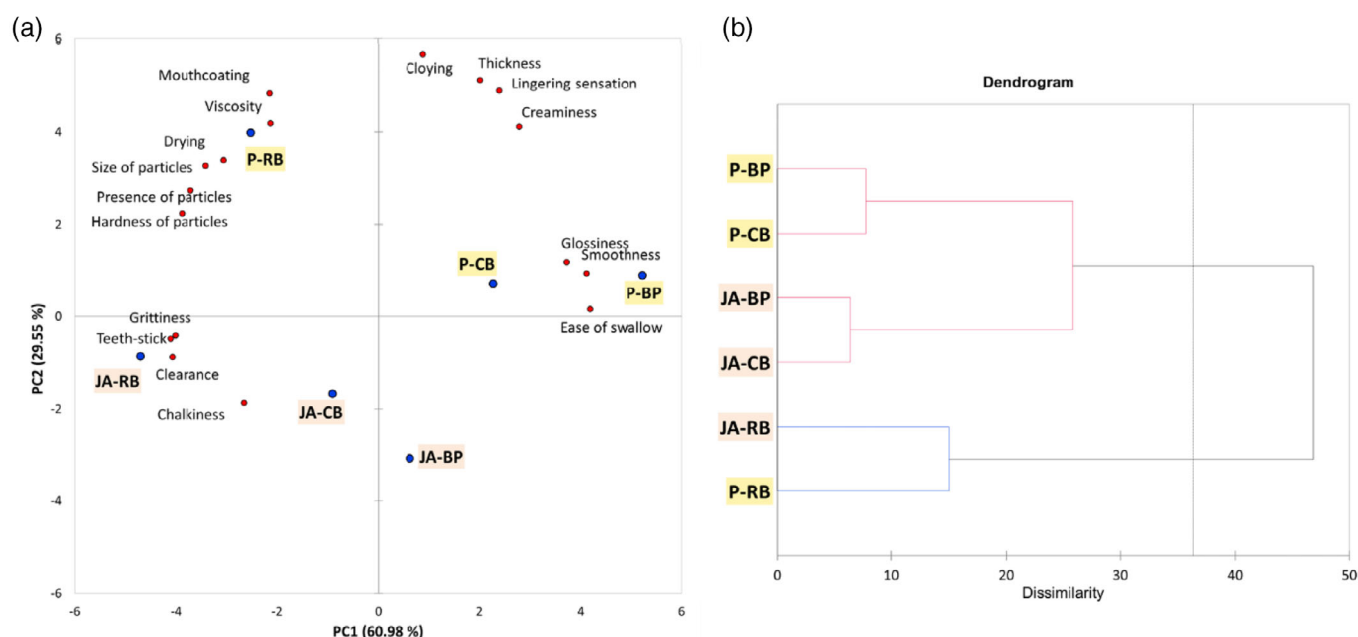 (a)
6
4
2
0
-2
-4
-6
PC2 (29.55 %)
Mouthcoating
Viscosity
Drying
P-RB
Size of particles
Presence of particles
Hardness of particles
Cloying
Thickness
Lingering sensation
Creaminess
Glossiness
Smoothness
P-CB
P-BP
Ease of swallow
Grittiness
Teeth-stick
JA-RB
Clearance
Chalkiness
JA-CB
JA-BP
-6 -4 -2 0 2 4 6
PC1 (60.98 %)
(b)
Dendrogram
P-BP
P-CB
JA-BP
JA-CB
JA-RB
P-RB
0 10 20 30 40 50
Dissimilarity